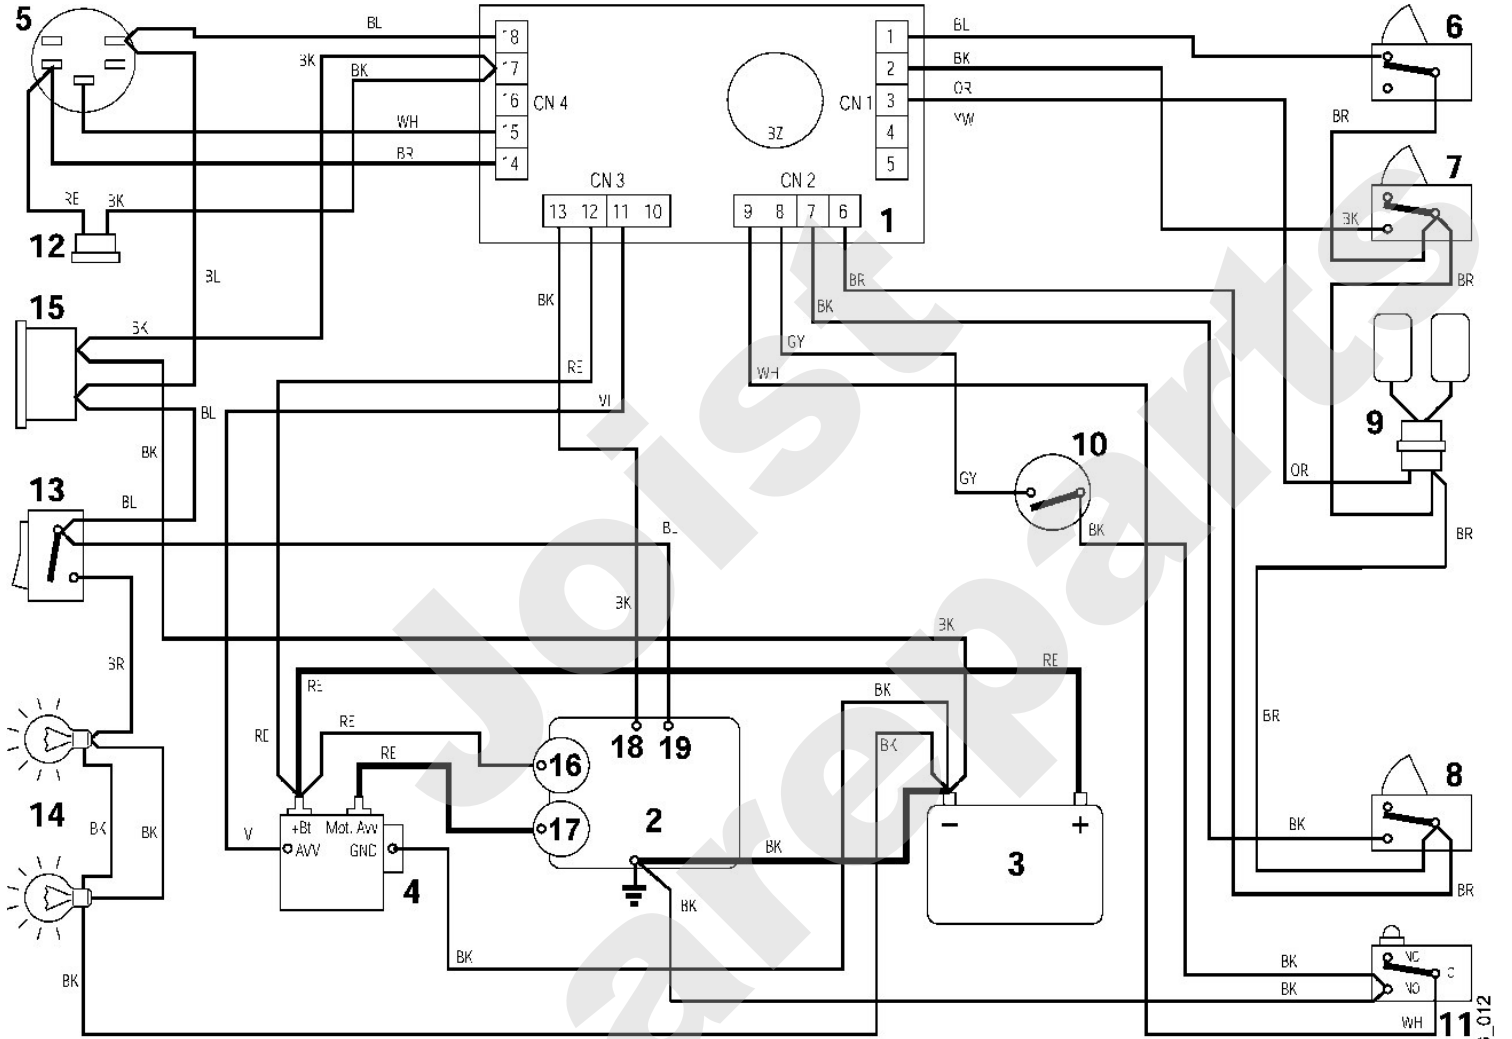 5
BL
18
BK
17
BK
16
CN 4
WH
15
BR
14
BZ
1
BL
2
BK
CN 1
3
OR
YW
4
5
6
BR
7
BK
BR
CN 3
13 12 11 10
CN 2
9 8 7 6
1
RE
BK
12
BL
15
BK
BK
RE
VI
BR
BK
GY
WH
BL
BK
9
10
GY
BK
OR
BR
13
BL
BL
BK
BK
RE
BR
RE
BK
BK
BR
RE
RE
RE
18 19
16
17
2
3
− +
4
+Bt
Mot. Avv
AVV
GND
V
14
BK
BK
BK
BK
BK
BK
8
BK
BR
BK
BK
NC
C
NO
WH
11
_012
Joist
areparts